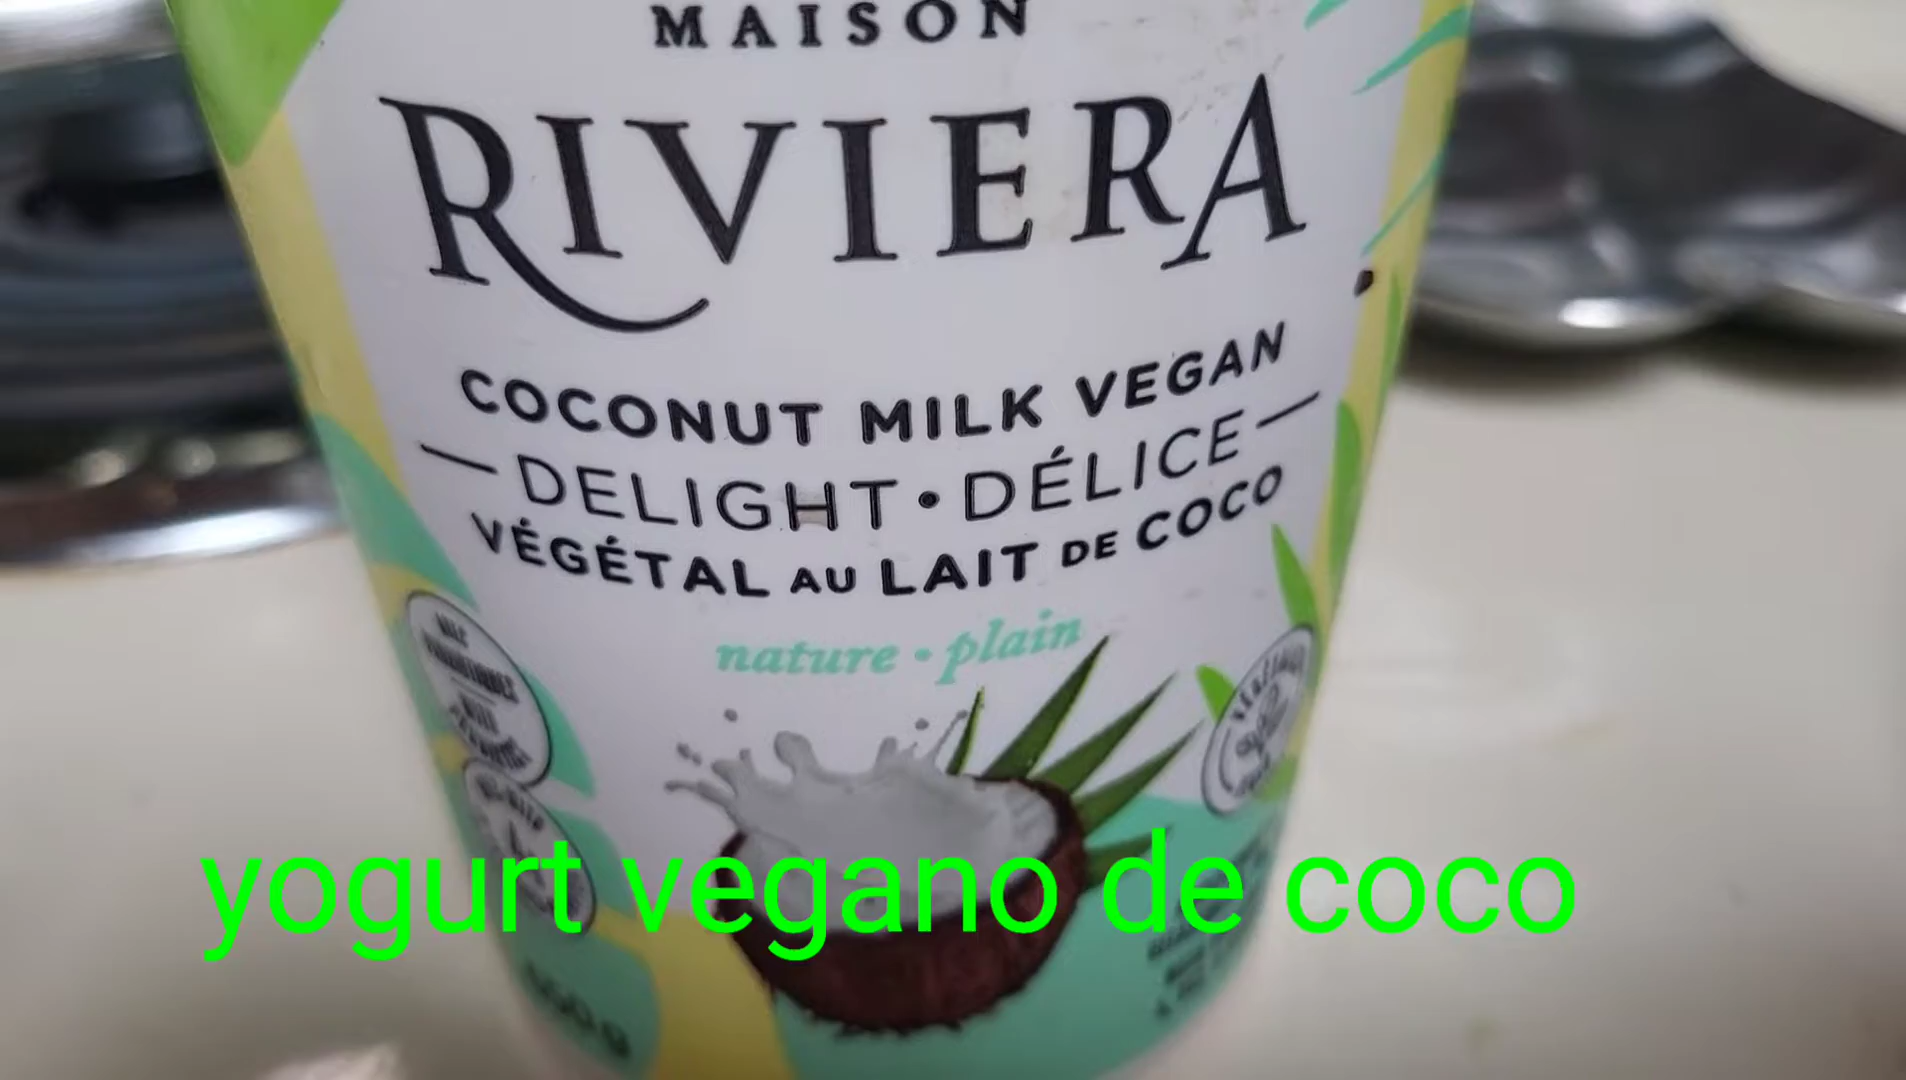 MAISON
RIVIERA
COCONUT MILK VEGAN
DELIGHT • DÉLICE
VÉGÉTAL AU LAIT DE COCO
nature • plain
yogurt vegano de coco